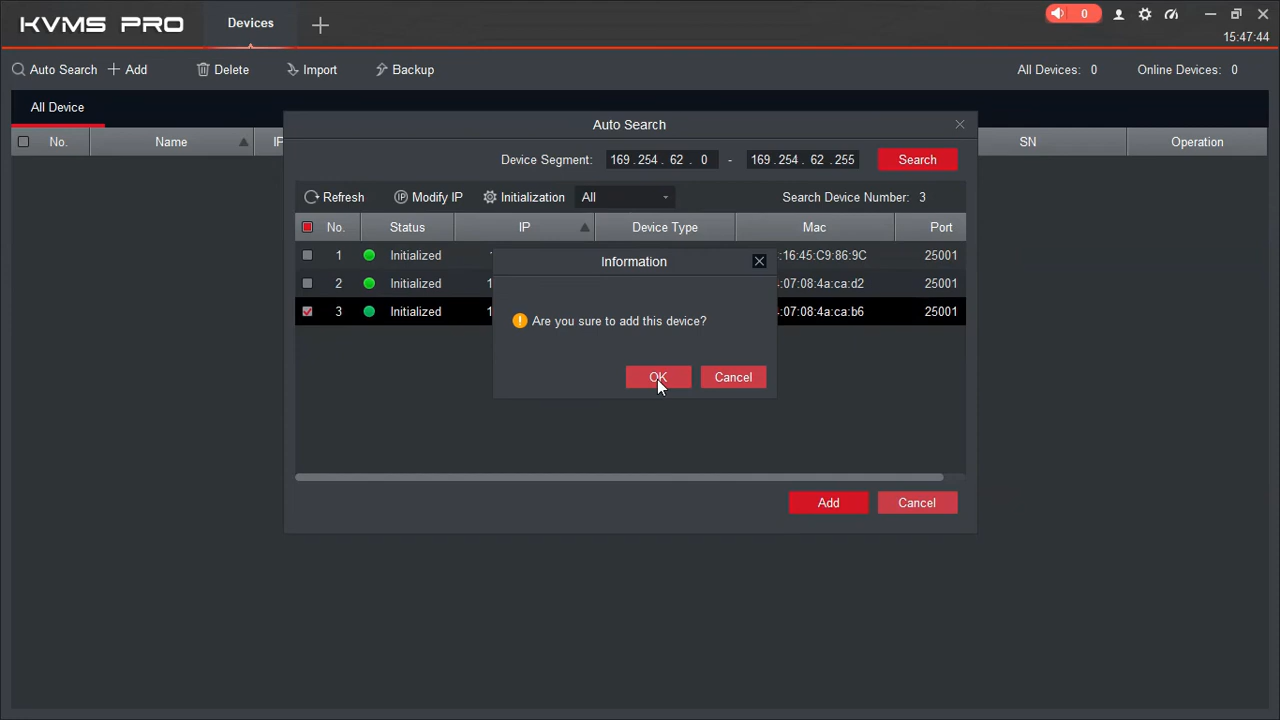 KVMS PRO Devices + 0
15:47:44
Auto Search + Add Delete Import Backup All Devices: 0 Online Devices: 0
All Device
No. Name IP SN Operation
Auto Search
Device Segment: 169 . 254 . 62 . 0 - 169 . 254 . 62 . 255 Search
Refresh IP Modify IP Initialization All Search Device Number: 3
No. Status IP Device Type Mac Port
1 Initialized :16:45:C9:86:9C 25001
2 Initialized 1 :07:08:4a:ca:d2 25001
3 Initialized 1 :07:08:4a:ca:b6 25001
Information
Are you sure to add this device?
OK Cancel
Add Cancel